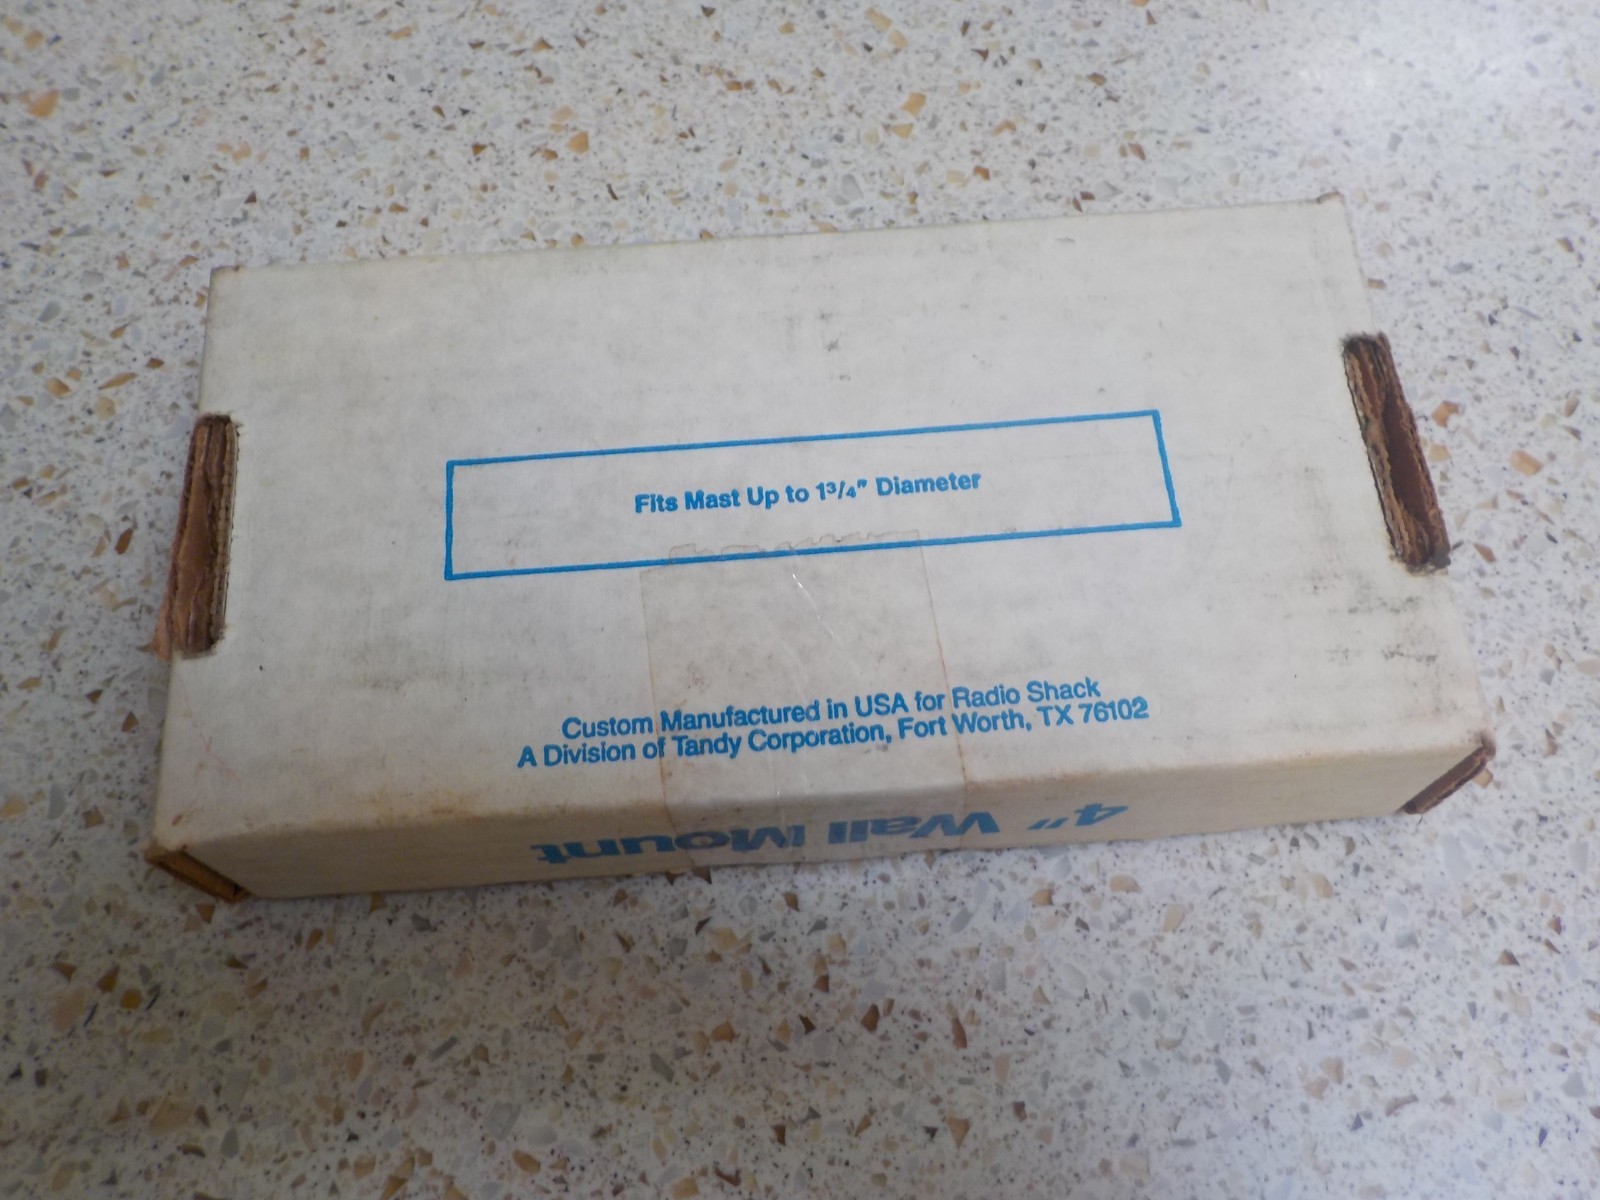 Fits Mast Up to 1³/₄" Diameter
Custom Manufactured in USA for Radio Shack
A Division of Tandy Corporation, Fort Worth, TX 76102
4" Wall Mount